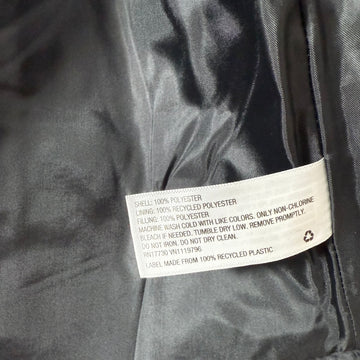 SHELL: 100% POLYESTER
LINING: 100% RECYCLED POLYESTER
FILLING: 100% POLYESTER
MACHINE WASH COLD WITH LIKE COLORS. ONLY NON-CHLORINE
BLEACH IF NEEDED. TUMBLE DRY LOW. REMOVE PROMPTLY.
DO NOT IRON. DO NOT DRY CLEAN.
RN17730 VN1119796
LABEL MADE FROM 100% RECYCLED PLASTIC